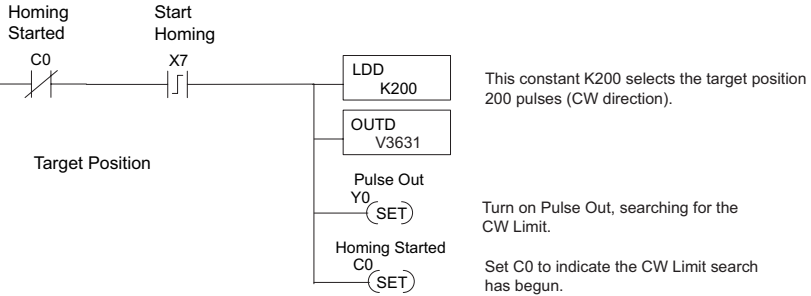 Homing
Started
Start
Homing
C0
X7
LDD
K200
This constant K200 selects the target position
200 pulses (CW direction).
OUTD
V3631
Target Position
Pulse Out
Y0
SET
Turn on Pulse Out, searching for the
CW Limit.
Homing Started
C0
SET
Set C0 to indicate the CW Limit search
has begun.